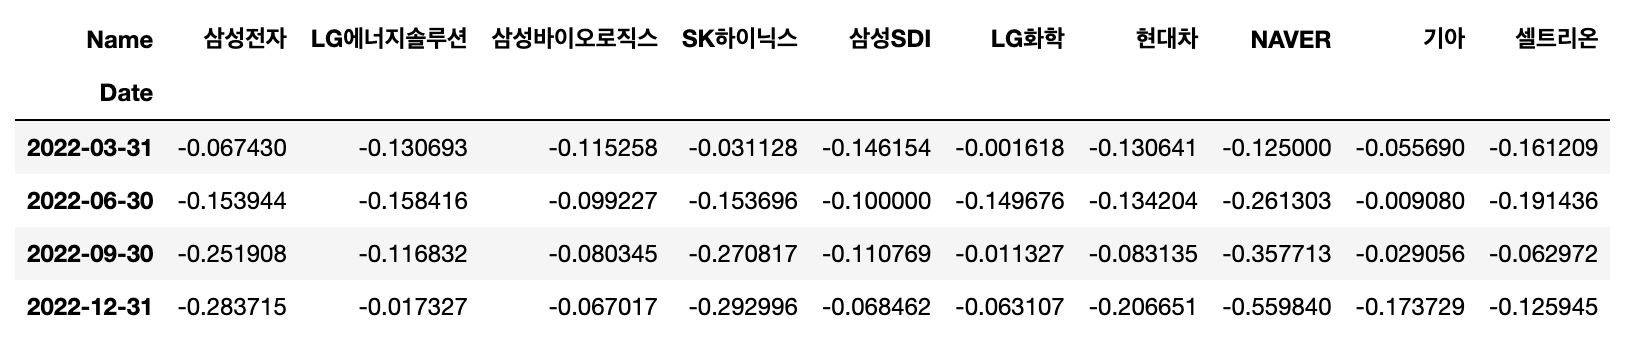 Name 삼성전자 LG에너지솔루션 삼성바이오로직스 SK하이닉스 삼성SDI LG화학 현대차 NAVER 기아 셀트리온
Date
2022-03-31 -0.067430 -0.130693 -0.115258 -0.031128 -0.146154 -0.001618 -0.130641 -0.125000 -0.055690 -0.161209
2022-06-30 -0.153944 -0.158416 -0.099227 -0.153696 -0.100000 -0.149676 -0.134204 -0.261303 -0.009080 -0.191436
2022-09-30 -0.251908 -0.116832 -0.080345 -0.270817 -0.110769 -0.011327 -0.083135 -0.357713 -0.029056 -0.062972
2022-12-31 -0.283715 -0.017327 -0.067017 -0.292996 -0.068462 -0.063107 -0.206651 -0.559840 -0.173729 -0.125945